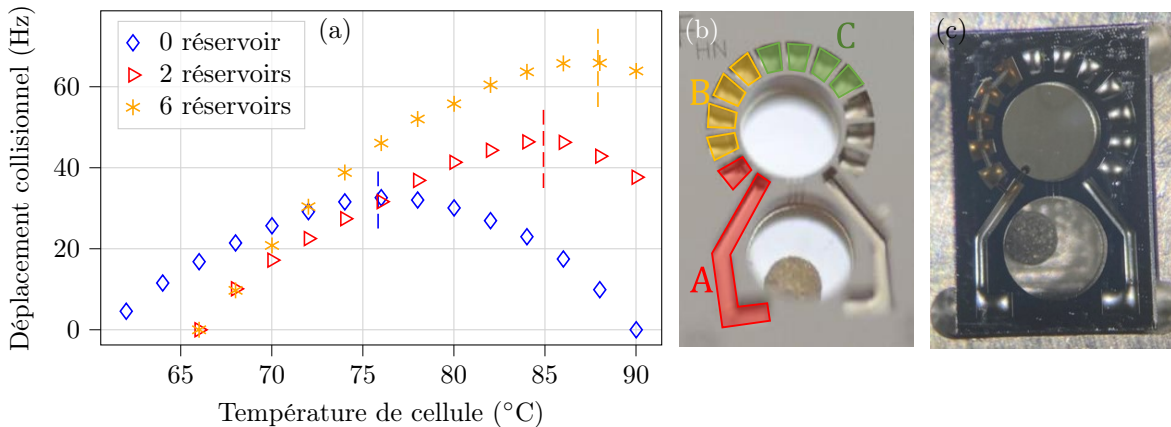 Déplacement collisionnel (Hz)
60
40
20
0
65
70
75
80
85
90
Température de cellule (°C)
0 réservoir
2 réservoirs
6 réservoirs
(a)
(b)
HN
A
B
C
(c)